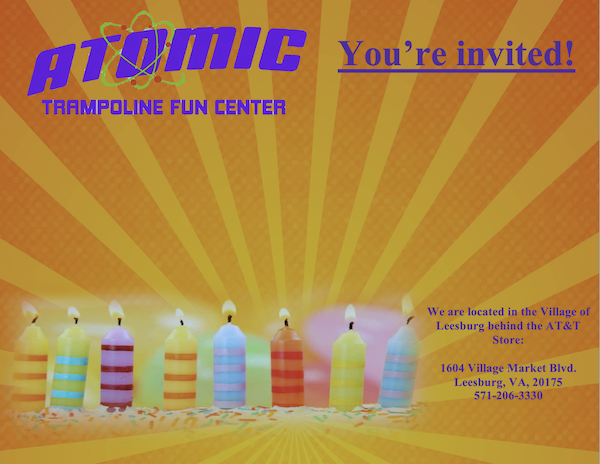 ATOMIC
TRAMPOLINE FUN CENTER
You’re invited!
We are located in the Village of
Leesburg behind the AT&T
Store:
1604 Village Market Blvd.
Leesburg, VA, 20175
571-206-3330